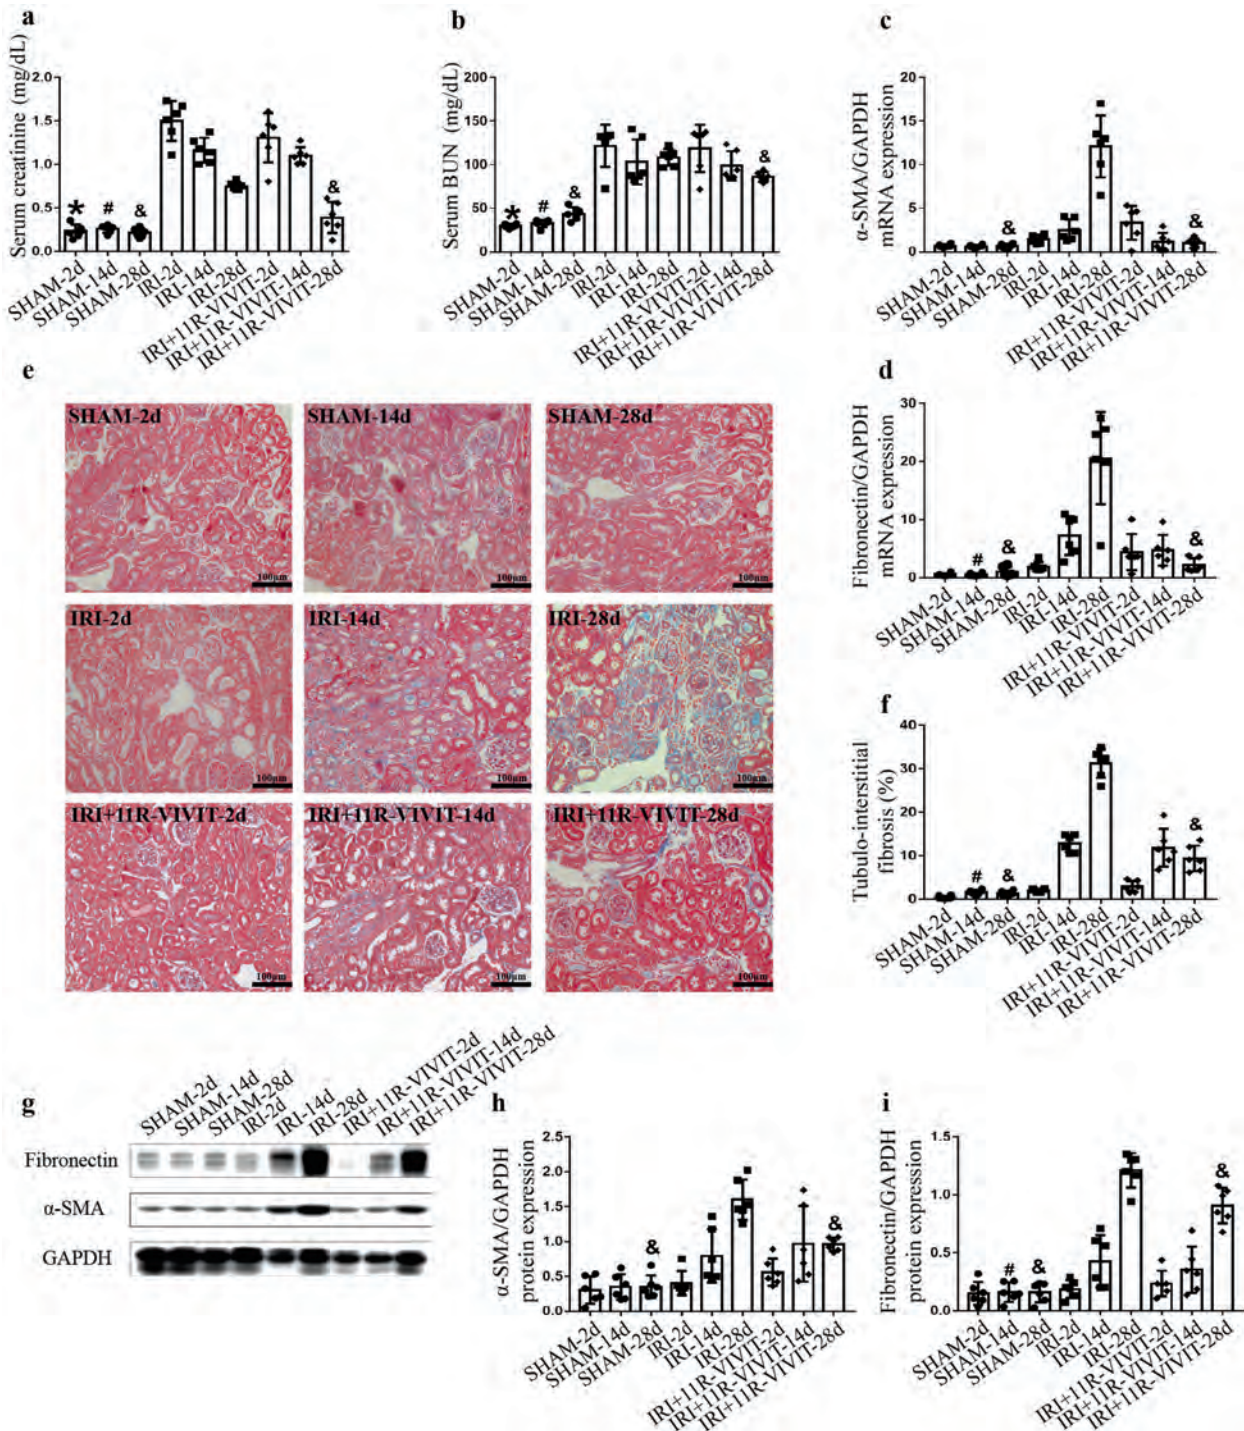 a
Serum creatinine (mg/dL)
2.0
1.5
1.0
0.5
0.0
*
#
&
&
SHAM-2d
SHAM-14d
SHAM-28d
IRI-2d
IRI-14d
IRI-28d
IRI+11R-VIVIT-2d
IRI+11R-VIVIT-14d
IRI+11R-VIVIT-28d
b
Serum BUN (mg/dL)
200
150
100
50
0
*
#
&
&
SHAM-2d
SHAM-14d
SHAM-28d
IRI-2d
IRI-14d
IRI-28d
IRI+11R-VIVIT-2d
IRI+11R-VIVIT-14d
IRI+11R-VIVIT-28d
c
α-SMA/GAPDH
mRNA expression
20
15
10
5
0
&
&
SHAM-2d
SHAM-14d
SHAM-28d
IRI-2d
IRI-14d
IRI-28d
IRI+11R-VIVIT-2d
IRI+11R-VIVIT-14d
IRI+11R-VIVIT-28d
d
Fibronectin/GAPDH
mRNA expression
30
20
10
0
#
&
&
SHAM-2d
SHAM-14d
SHAM-28d
IRI-2d
IRI-14d
IRI-28d
IRI+11R-VIVIT-2d
IRI+11R-VIVIT-14d
IRI+11R-VIVIT-28d
e
SHAM-2d
100μm
SHAM-14d
100μm
SHAM-28d
100μm
IRI-2d
100μm
IRI-14d
100μm
IRI-28d
100μm
IRI+11R-VIVIT-2d
100μm
IRI+11R-VIVIT-14d
100μm
IRI+11R-VIVIT-28d
100μm
f
Tubulo-interstitial
fibrosis (%)
40
30
20
10
0
#
&
&
SHAM-2d
SHAM-14d
SHAM-28d
IRI-2d
IRI-14d
IRI-28d
IRI+11R-VIVIT-2d
IRI+11R-VIVIT-14d
IRI+11R-VIVIT-28d
g
SHAM-2d
SHAM-14d
SHAM-28d
IRI-2d
IRI-14d
IRI-28d
IRI+11R-VIVIT-2d
IRI+11R-VIVIT-14d
IRI+11R-VIVIT-28d
Fibronectin
α-SMA
GAPDH
h
α-SMA/GAPDH
protein expression
2.5
2.0
1.5
1.0
0.5
0.0
&
&
SHAM-2d
SHAM-14d
SHAM-28d
IRI-2d
IRI-14d
IRI-28d
IRI+11R-VIVIT-2d
IRI+11R-VIVIT-14d
IRI+11R-VIVIT-28d
i
Fibronectin/GAPDH
protein expression
1.5
1.0
0.5
0.0
#
&
&
SHAM-2d
SHAM-14d
SHAM-28d
IRI-2d
IRI-14d
IRI-28d
IRI+11R-VIVIT-2d
IRI+11R-VIVIT-14d
IRI+11R-VIVIT-28d